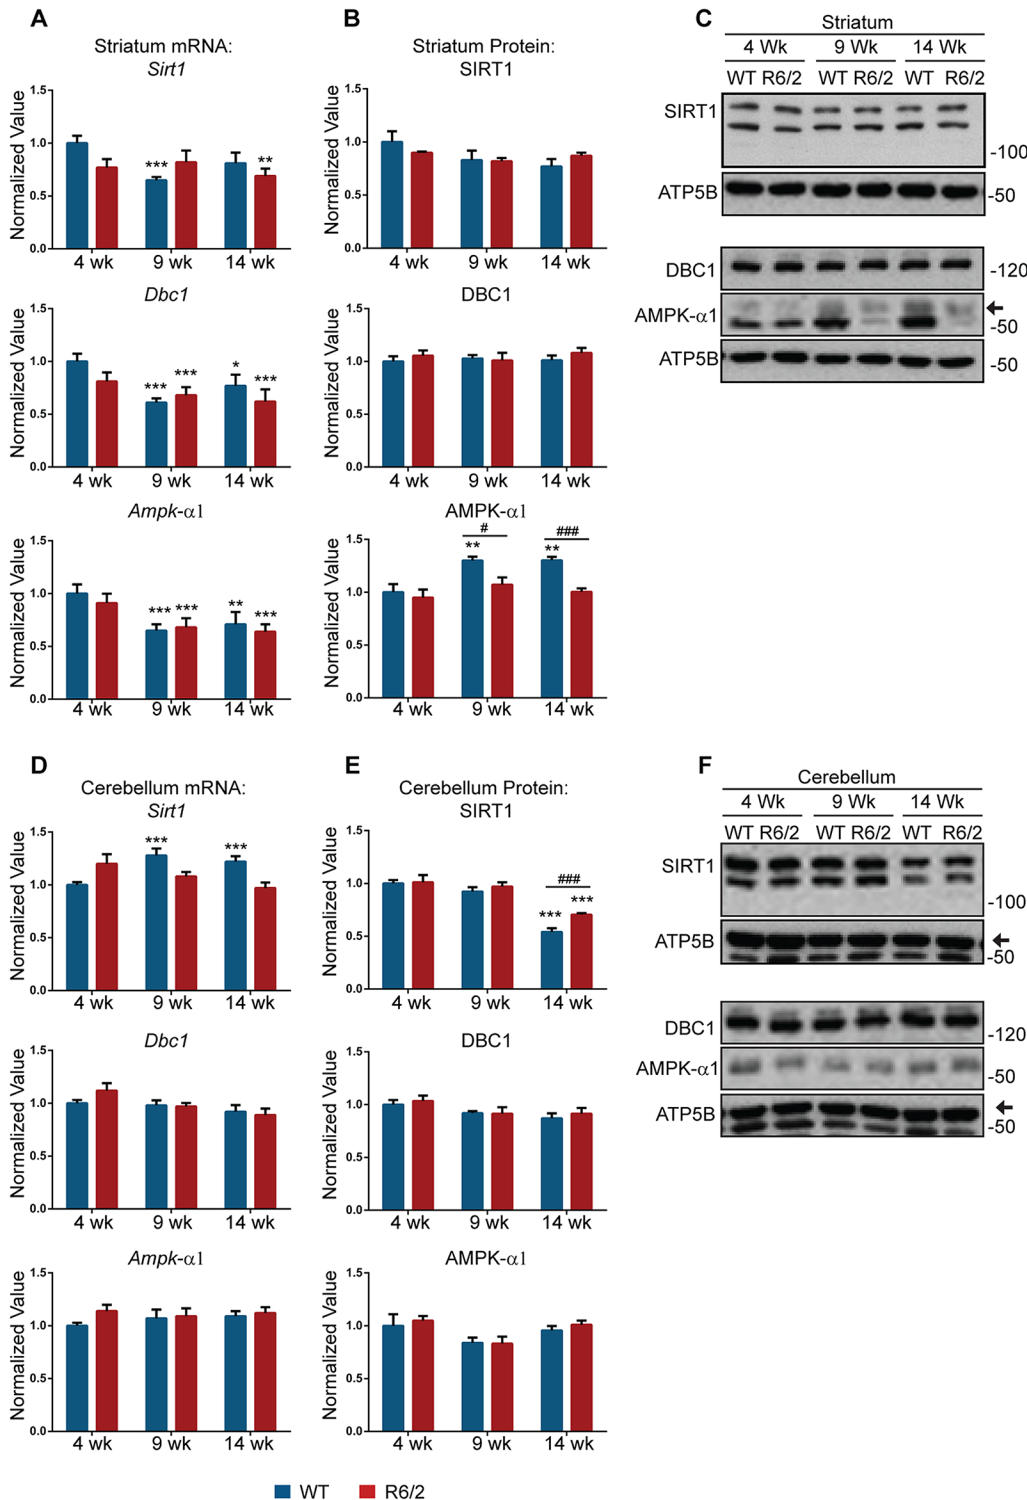 A
Striatum mRNA:
Sirt1
Normalized Value
1.5
1.0
0.5
0.0
***
**
4 wk 9 wk 14 wk
Dbc1
Normalized Value
1.5
1.0
0.5
0.0
*** *** * ***
4 wk 9 wk 14 wk
Ampk-α1
Normalized Value
1.5
1.0
0.5
0.0
*** *** ** ***
4 wk 9 wk 14 wk
B
Striatum Protein:
SIRT1
Normalized Value
1.5
1.0
0.5
0.0
4 wk 9 wk 14 wk
DBC1
Normalized Value
1.5
1.0
0.5
0.0
4 wk 9 wk 14 wk
AMPK-α1
Normalized Value
1.5
1.0
0.5
0.0
# ###
** **
4 wk 9 wk 14 wk
C
Striatum
4 Wk 9 Wk 14 Wk
WT R6/2 WT R6/2 WT R6/2
SIRT1
-100
ATP5B
-50
DBC1
-120
AMPK-α1
-50
ATP5B
-50
D
Cerebellum mRNA:
Sirt1
Normalized Value
1.5
1.0
0.5
0.0
*** ***
4 wk 9 wk 14 wk
Dbc1
Normalized Value
1.5
1.0
0.5
0.0
4 wk 9 wk 14 wk
Ampk-α1
Normalized Value
1.5
1.0
0.5
0.0
4 wk 9 wk 14 wk
E
Cerebellum Protein:
SIRT1
Normalized Value
1.5
1.0
0.5
0.0
###
*** ***
4 wk 9 wk 14 wk
DBC1
Normalized Value
1.5
1.0
0.5
0.0
4 wk 9 wk 14 wk
AMPK-α1
Normalized Value
1.5
1.0
0.5
0.0
4 wk 9 wk 14 wk
F
Cerebellum
4 Wk 9 Wk 14 Wk
WT R6/2 WT R6/2 WT R6/2
SIRT1
-100
ATP5B
-50
DBC1
-120
AMPK-α1
-50
ATP5B
-50
WT R6/2